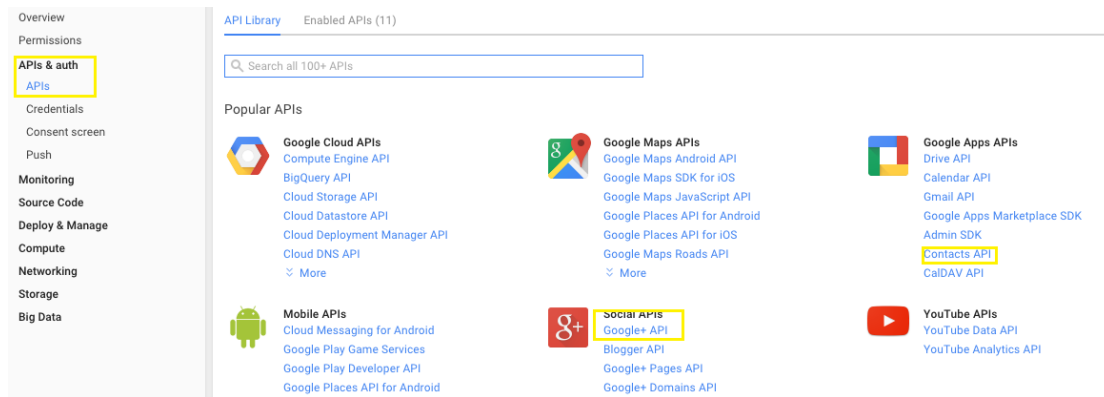 Overview
Permissions
APIs & auth
APIs
Credentials
Consent screen
Push
Monitoring
Source Code
Deploy & Manage
Compute
Networking
Storage
Big Data
API Library
Enabled APIs (11)
Search all 100+ APIs
Popular APIs
Google Cloud APIs
Compute Engine API
BigQuery API
Cloud Storage API
Cloud Datastore API
Cloud Deployment Manager API
Cloud DNS API
More
8
Google Maps APIs
Google Maps Android API
Google Maps SDK for iOS
Google Maps JavaScript API
Google Places API for Android
Google Places API for iOS
Google Maps Roads API
More
Google Apps APIs
Drive API
Calendar API
Gmail API
Google Apps Marketplace SDK
Admin SDK
Contacts API
CalDAV API
Mobile APIs
Cloud Messaging for Android
Google Play Game Services
Google Play Developer API
Google Places API for Android
8+
Social APIs
Google+ API
Blogger API
Google+ Pages API
Google+ Domains API
YouTube APIs
YouTube Data API
YouTube Analytics API